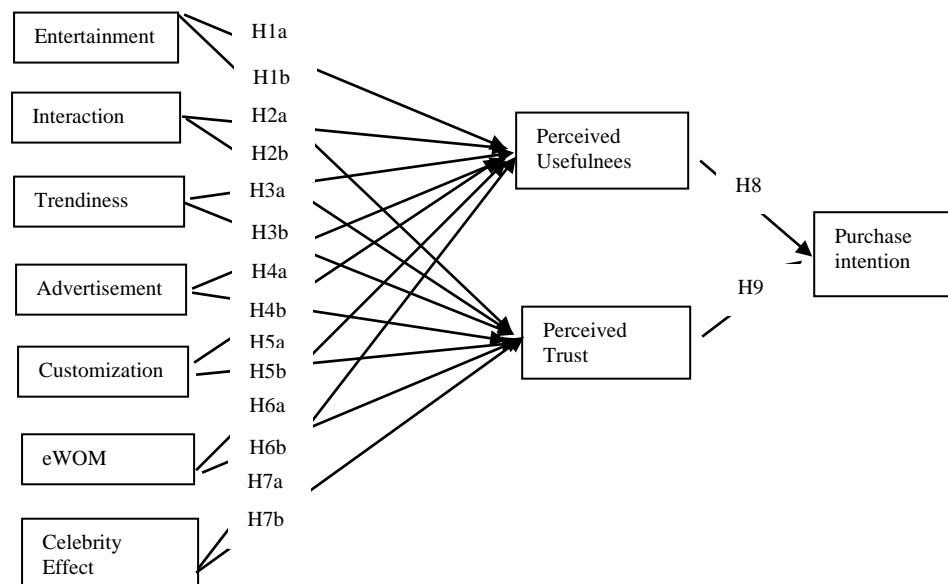 Entertainment
Interaction
Trendiness
Advertisement
Customization
eWOM
Celebrity
Effect
H1a
H1b
H2a
H2b
H3a
H3b
H4a
H4b
H5a
H5b
H6a
H6b
H7a
H7b
Perceived
Usefulnees
Perceived
Trust
H8
H9
Purchase
intention